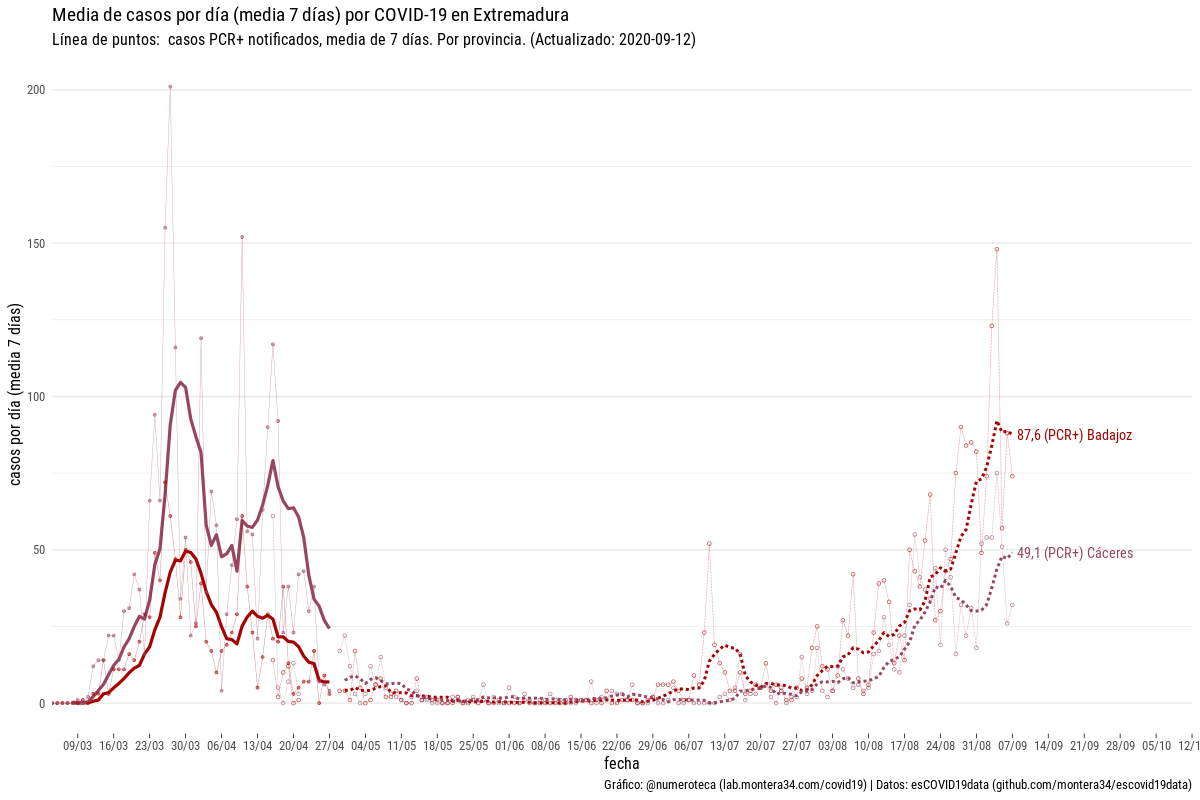 Media de casos por día (media 7 días) por COVID-19 en Extremadura
Línea de puntos:  casos PCR+ notificados, media de 7 días. Por provincia. (Actualizado: 2020-09-12)
casos por día (media 7 días)
200
150
100
50
0
87,6 (PCR+) Badajoz
49,1 (PCR+) Cáceres
09/03 16/03 23/03 30/03 06/04 13/04 20/04 27/04 04/05 11/05 18/05 25/05 01/06 08/06 15/06 22/06 29/06 06/07 13/07 20/07 27/07 03/08 10/08 17/08 24/08 31/08 07/09 14/09 21/09 28/09 05/10 12/1
fecha
Gráfico: @numeroteca (lab.montera34.com/covid19) | Datos: esCOVID19data (github.com/montera34/escovid19data)